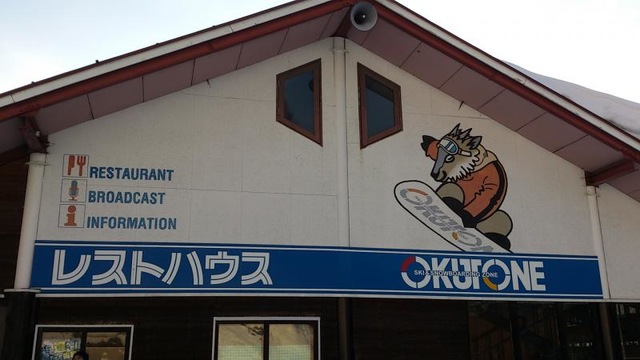 RESTAURANT
BROADCAST
INFORMATION
OKUTONE
レストハウス
OKUTONE
SKI & SNOWBOARDING ZONE